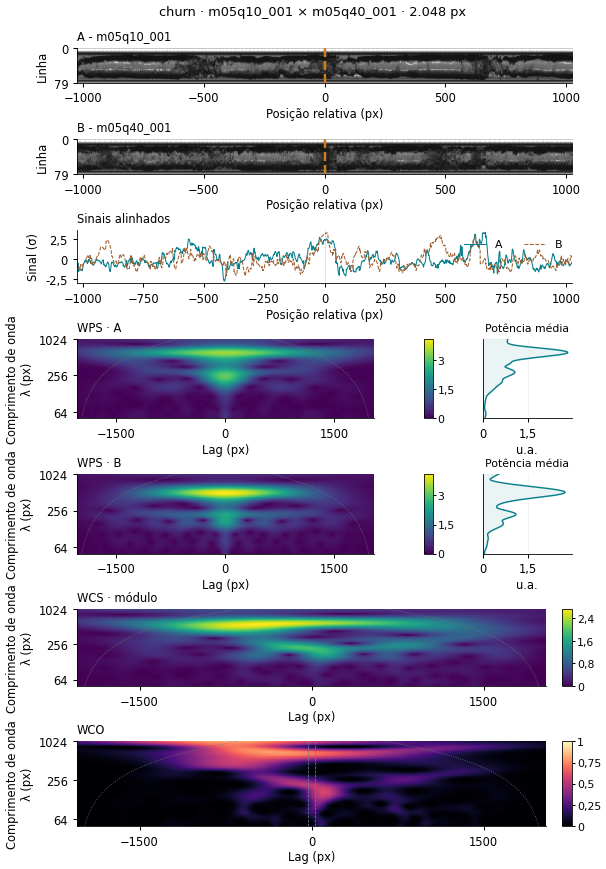 churn · m05q10_001 × m05q40_001 · 2.048 px
A - m05q10_001
Linha
0
79
−1000
−500
0
500
1000
Posição relativa (px)
B - m05q40_001
Linha
0
79
−1000
−500
0
500
1000
Posição relativa (px)
Sinais alinhados
Sinal (σ)
2,5
0
−2,5
A
B
−1000
−750
−500
−250
0
250
500
750
1000
Posição relativa (px)
WPS · A
Comprimento de onda
λ (px)
1024
256
64
−1500
0
1500
Lag (px)
3
1,5
0
Potência média
0
1,5
u.a.
WPS · B
Comprimento de onda
λ (px)
1024
256
64
−1500
0
1500
Lag (px)
3
1,5
0
Potência média
0
1,5
u.a.
WCS · módulo
Comprimento de onda
λ (px)
1024
256
64
−1500
0
1500
Lag (px)
2,4
1,6
0,8
0
WCO
Comprimento de onda
λ (px)
1024
256
64
−1500
0
1500
Lag (px)
1
0,75
0,5
0,25
0